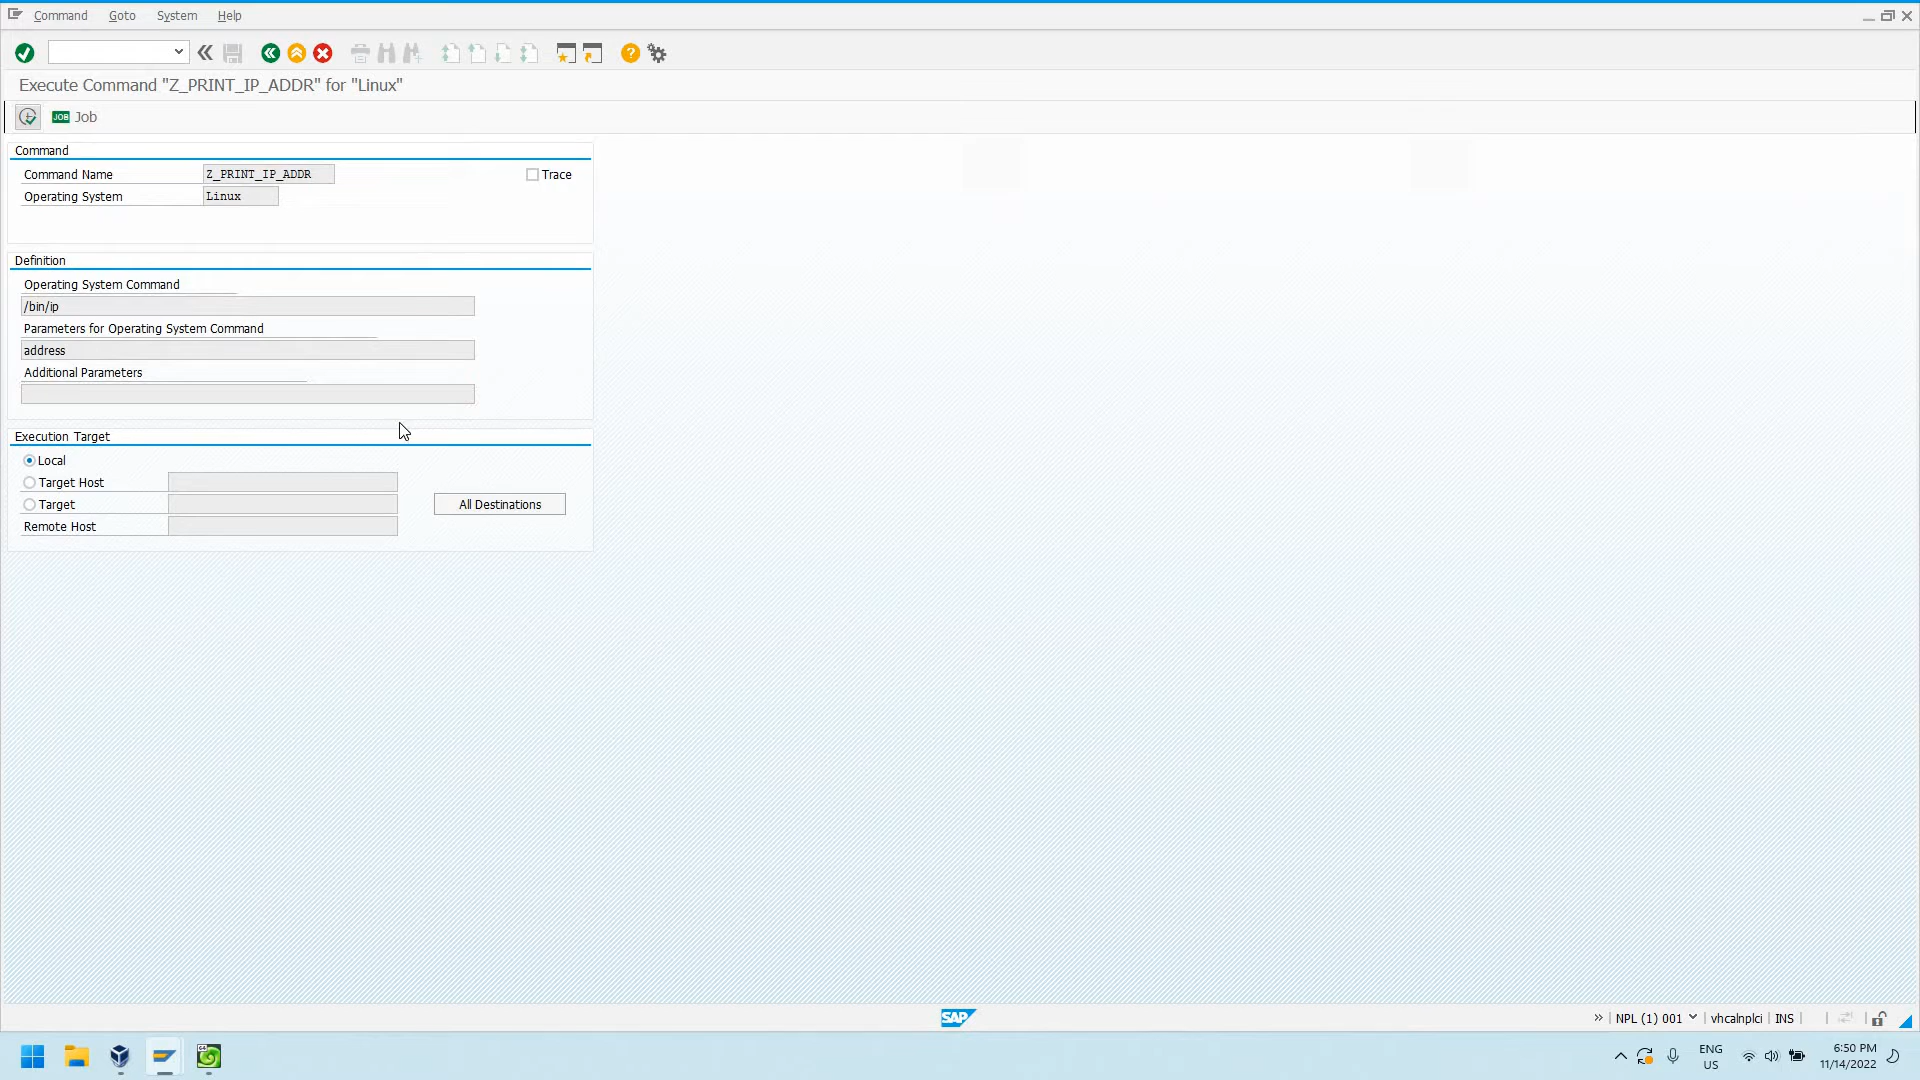 Command Goto System Help
Execute Command "Z_PRINT_IP_ADDR" for "Linux"
JOB Job
Command
Command Name Z_PRINT_IP_ADDR Trace
Operating System Linux
Definition
Operating System Command
/bin/ip
Parameters for Operating System Command
address
Additional Parameters
Execution Target
Local
Target Host
Target All Destinations
Remote Host
SAP NPL (1) 001 vhcalnplci INS
64
ENG 6:50 PM
US 11/14/2022